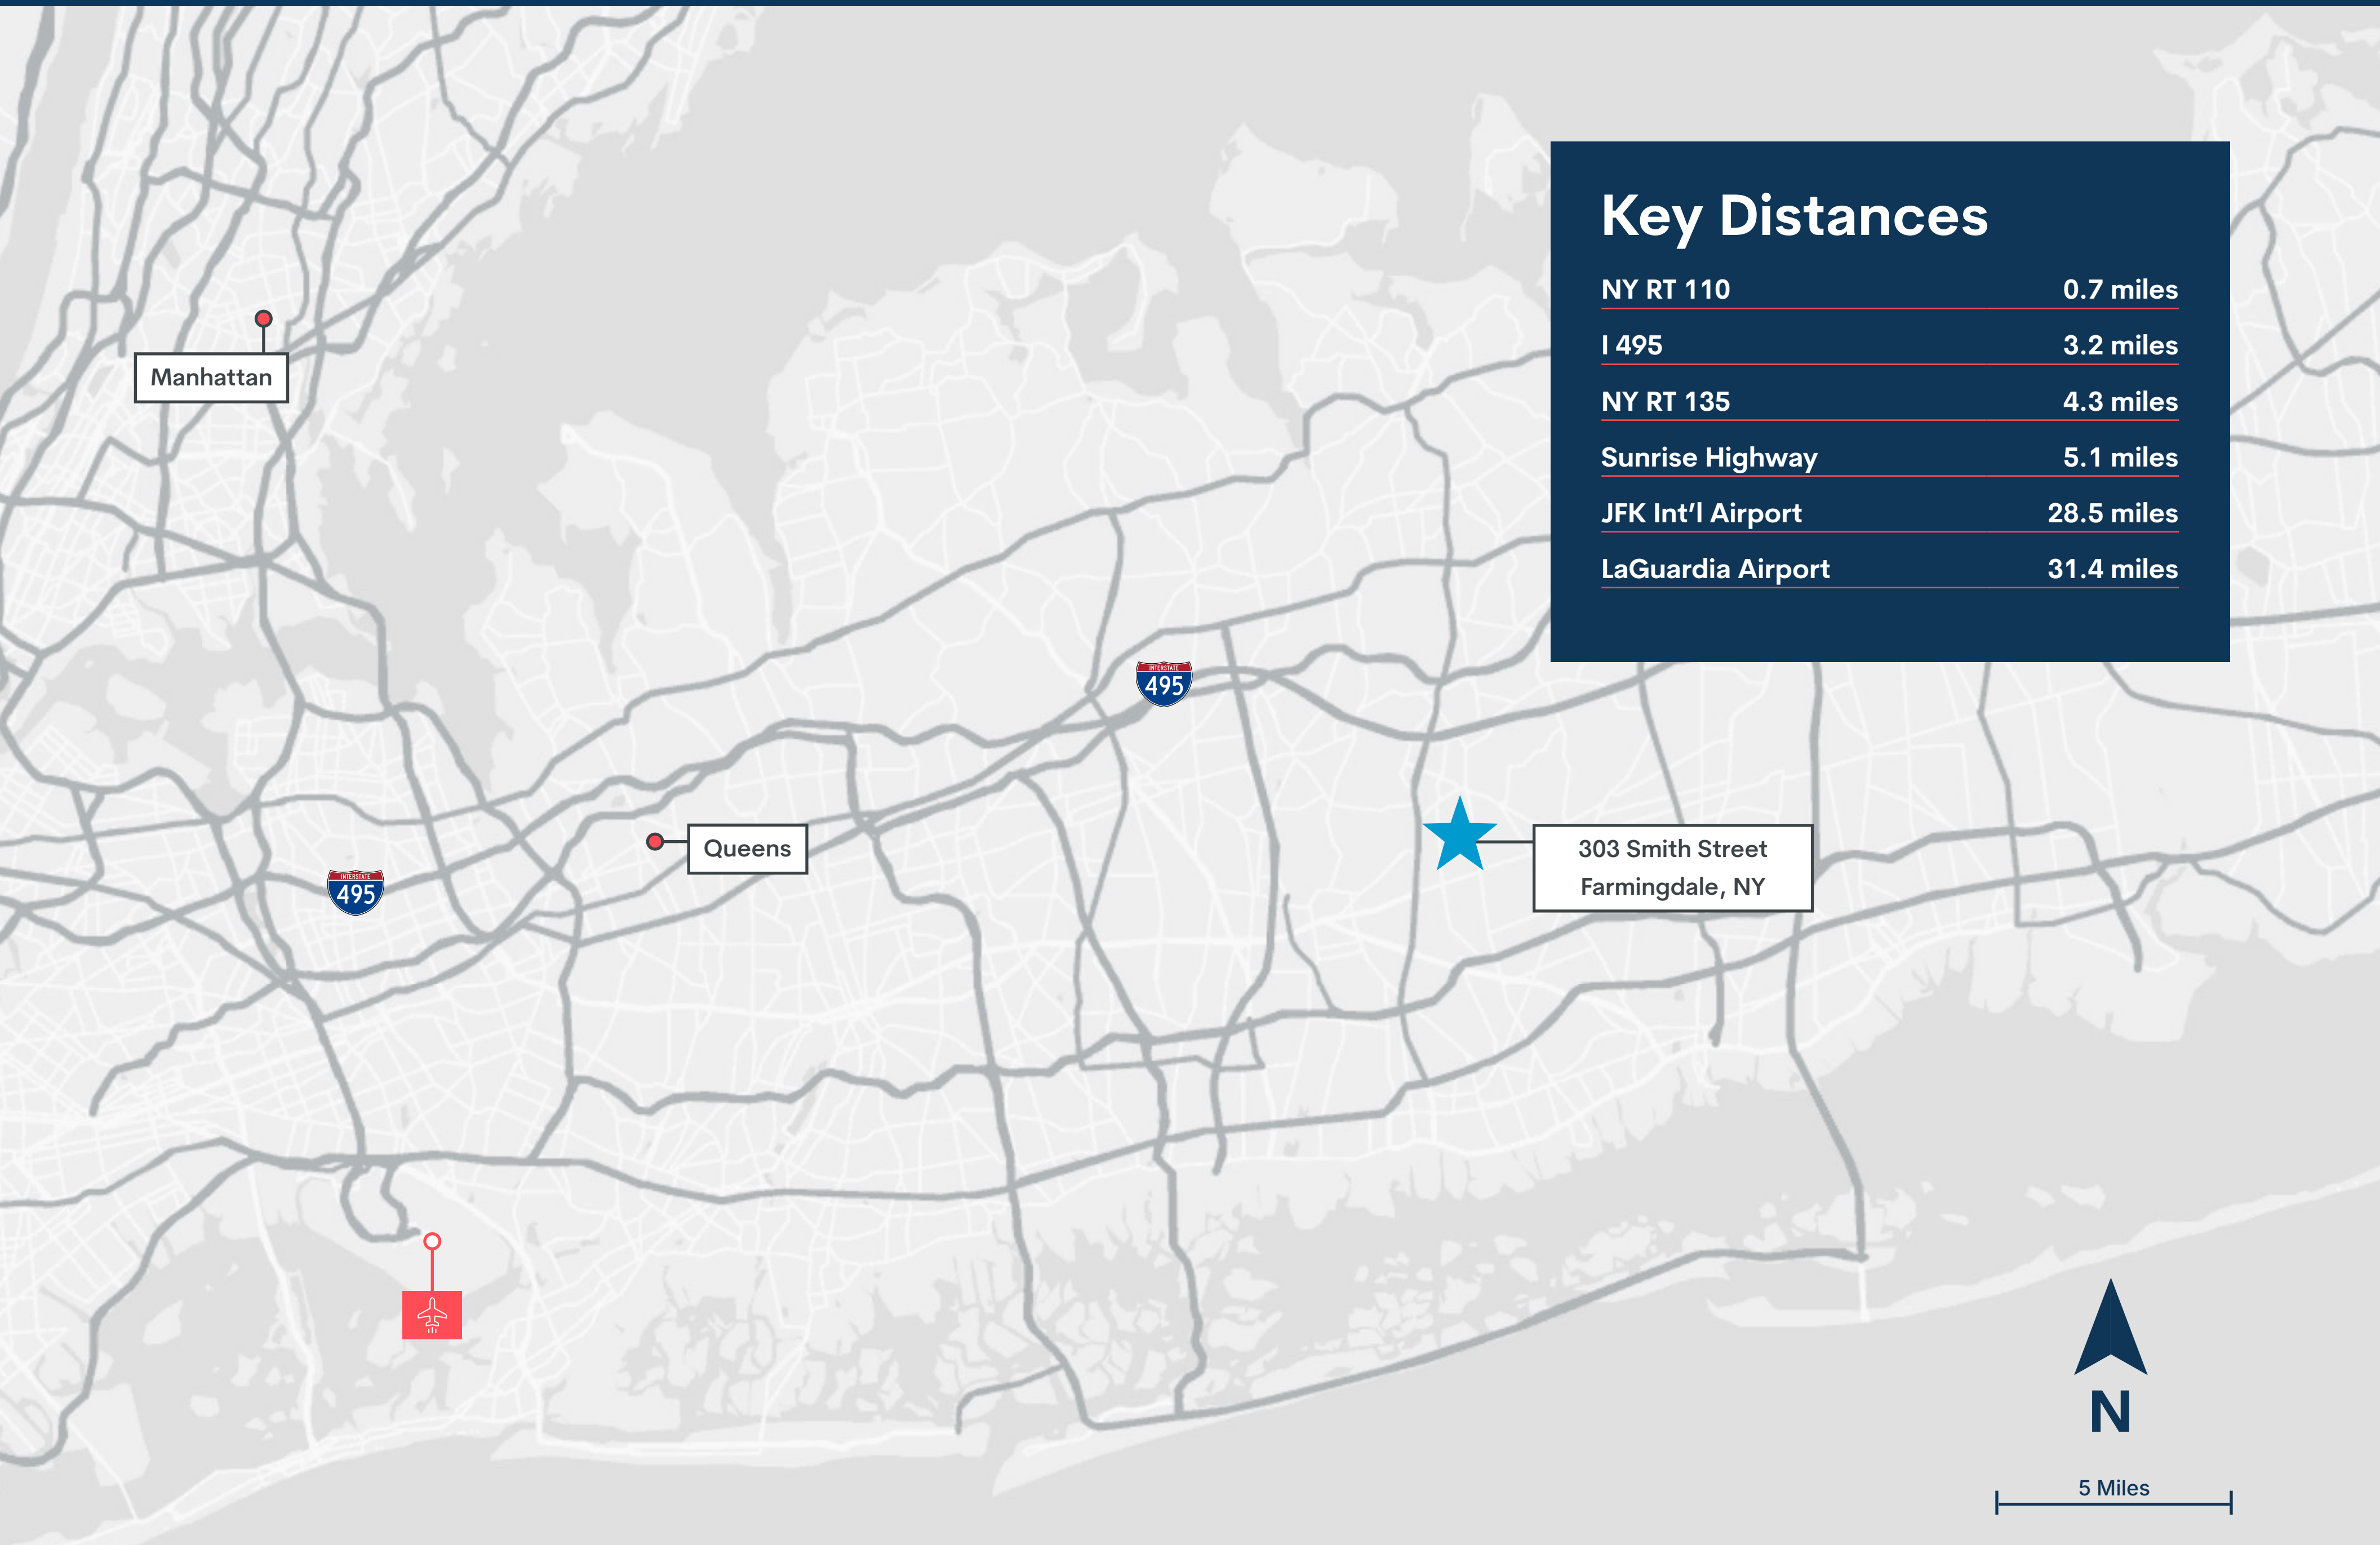 Key Distances
NY RT 110 0.7 miles
I 495 3.2 miles
NY RT 135 4.3 miles
Sunrise Highway 5.1 miles
JFK Int’l Airport 28.5 miles
LaGuardia Airport 31.4 miles
Manhattan
INTERSTATE
495
Queens
303 Smith Street
Farmingdale, NY
INTERSTATE
495
N
5 Miles